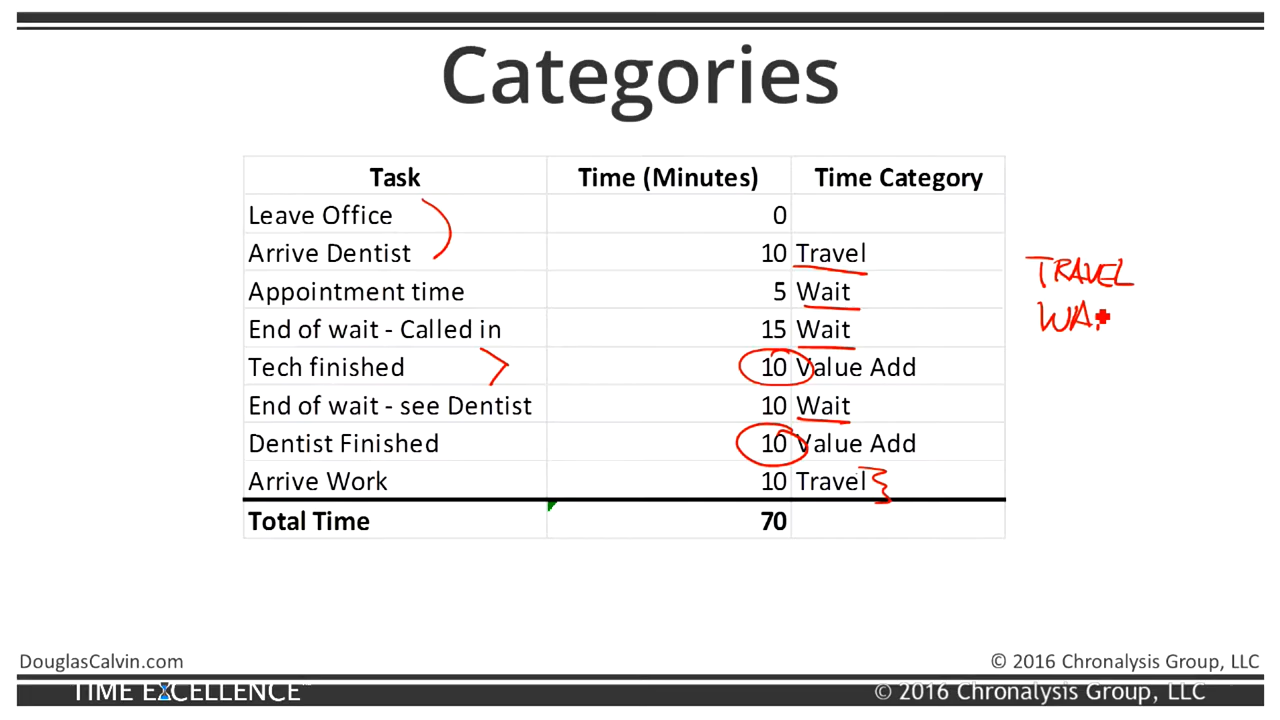 Categories
Task Time (Minutes) Time Category
Leave Office 0
Arrive Dentist 10 Travel
Appointment time 5 Wait
End of wait - Called in 15 Wait
Tech finished 10 Value Add
End of wait - see Dentist 10 Wait
Dentist Finished 10 Value Add
Arrive Work 10 Travel
Total Time 70
TRAVEL
WA
DouglasCalvin.com © 2016 Chronalysis Group, LLC
TIME EXCELLENCE © 2016 Chronalysis Group, LLC